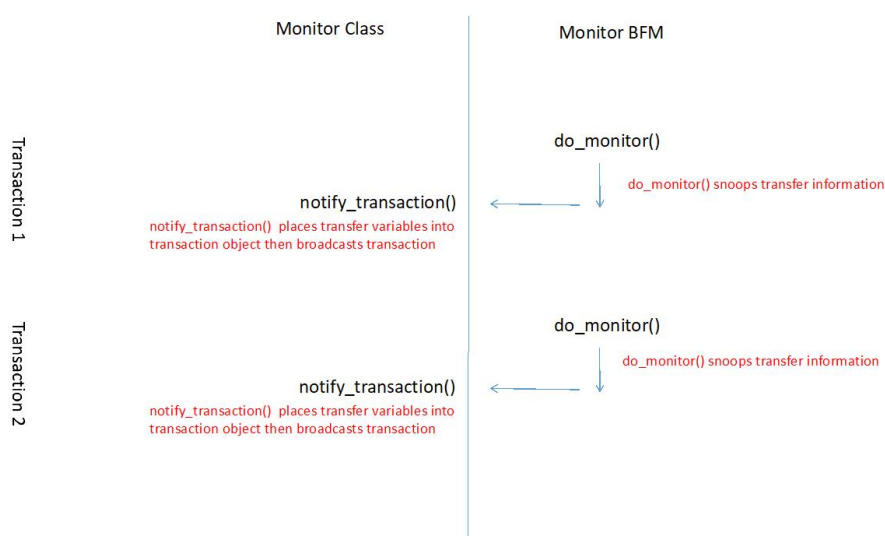 Monitor Class
Monitor BFM
Transaction 1
do_monitor()
do_monitor() snoops transfer information
notify_transaction()
notify_transaction()  places transfer variables into
transaction object then broadcasts transaction
Transaction 2
do_monitor()
do_monitor() snoops transfer information
notify_transaction()
notify_transaction()  places transfer variables into
transaction object then broadcasts transaction